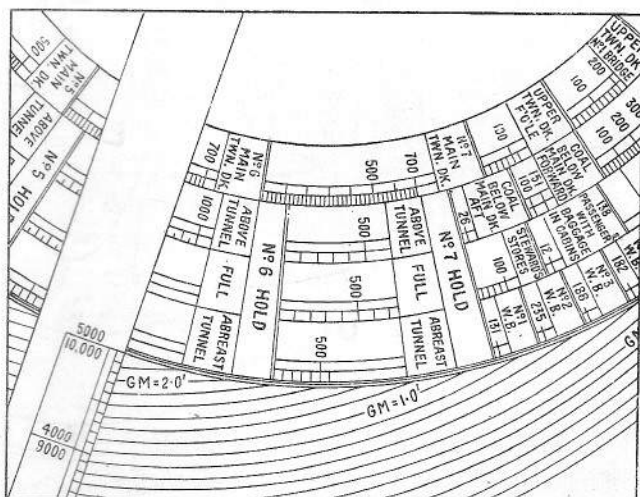 500
Nº5
MAIN
TWN. DK.
ABOVE
TUNNEL
Nº 5 HOLD
700
Nº6
MAIN
TWN. DK.
500
700
Nº7
MAIN
TWN. DK.
130
UPPER
TWN. DK.
F'C'LE
100
200
UPPER
TWN. DK.
Nº1 BRIDGE
1000
ABOVE
TUNNEL
FULL
ABREAST
TUNNEL
Nº 6 HOLD
500
500
500
ABOVE
TUNNEL
FULL
ABREAST
TUNNEL
Nº 7 HOLD
26
COAL
BELOW
MAIN DK.
AFT
100
151
COAL
BELOW
MAIN DK.
FORWARD
100
200
100
STEWARDS
STORES
12
PASSENGERS
WITH
BAGGAGE
IN CABINS
138
131
Nº1
W.B.
235
Nº2
W.B.
186
Nº3
W.B.
182
W.B.
5000
10,000
4000
9000
GM=2·0'
GM=1·0'